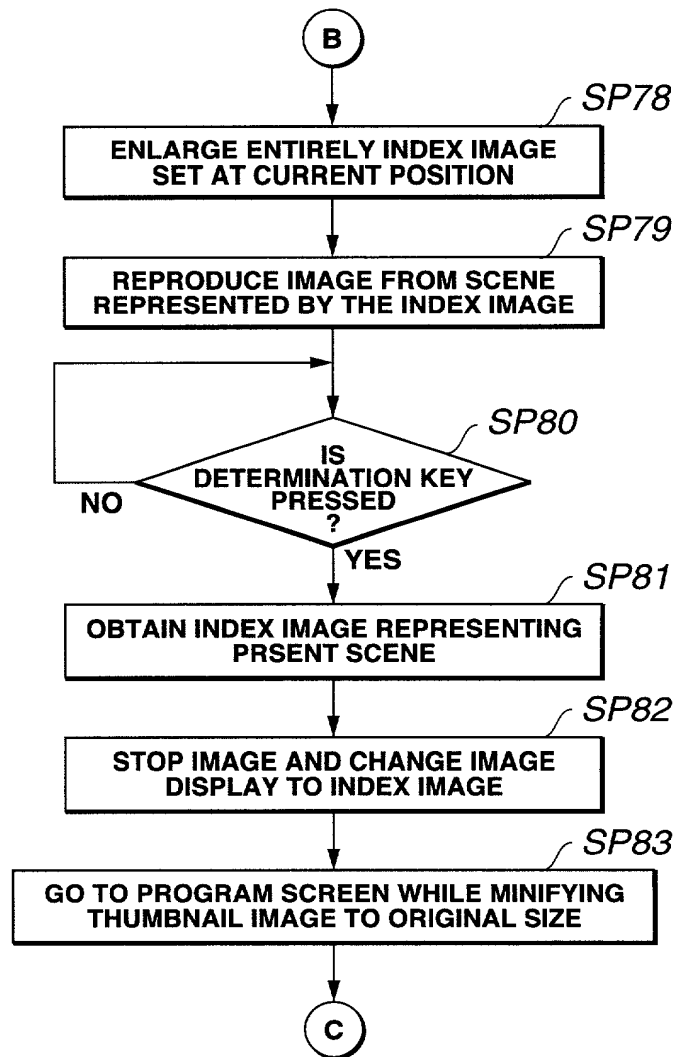 B
SP78
ENLARGE ENTIRELY INDEX IMAGE
SET AT CURRENT POSITION
SP79
REPRODUCE IMAGE FROM SCENE
REPRESENTED BY THE INDEX IMAGE
SP80
IS
DETERMINATION KEY
PRESSED
?
NO
YES
SP81
OBTAIN INDEX IMAGE REPRESENTING
PRSENT SCENE
SP82
STOP IMAGE AND CHANGE IMAGE
DISPLAY TO INDEX IMAGE
SP83
GO TO PROGRAM SCREEN WHILE MINIFYING
THUMBNAIL IMAGE TO ORIGINAL SIZE
C